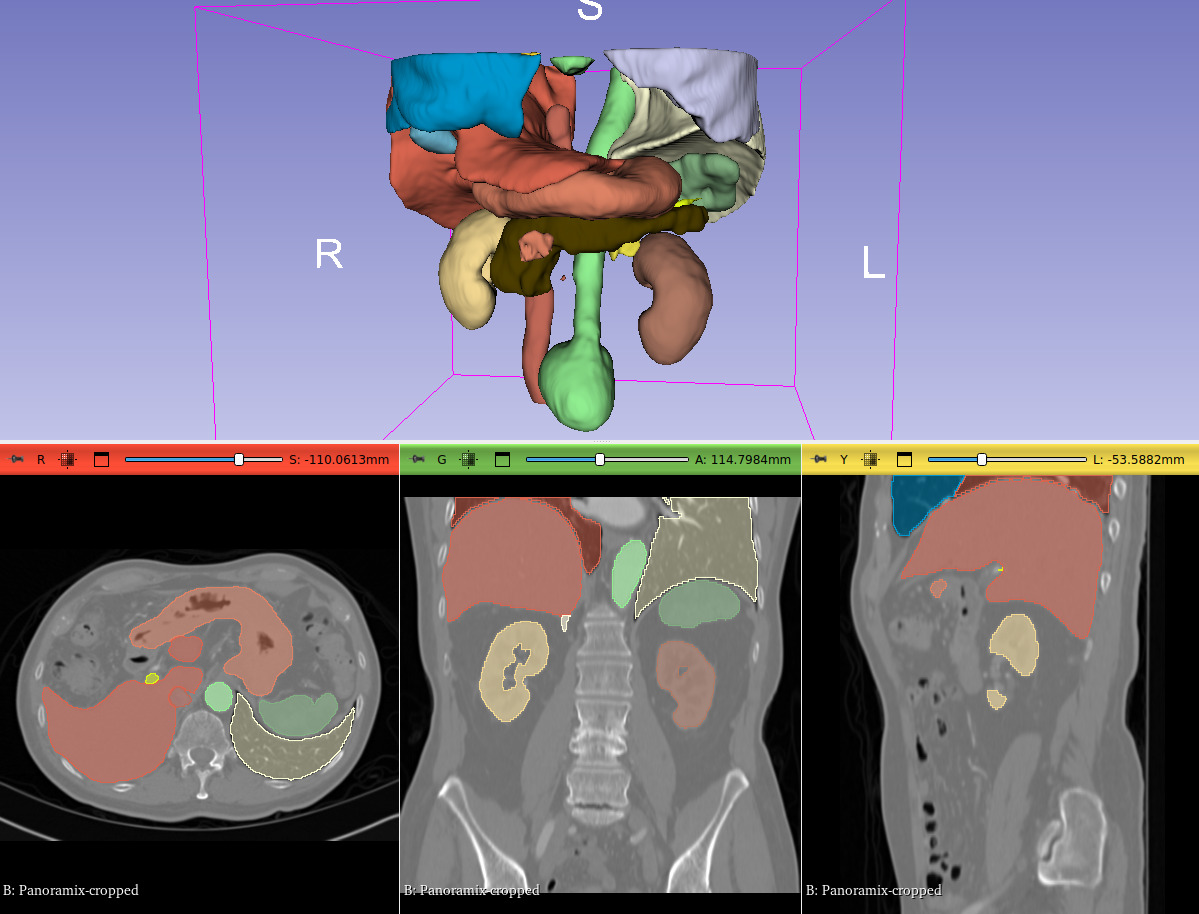 S
R
L
R S: -110.0613mm
G A: 114.7984mm
Y L: -53.5882mm
B: Panoramix-cropped
B: Panoramix-cropped
B: Panoramix-cropped